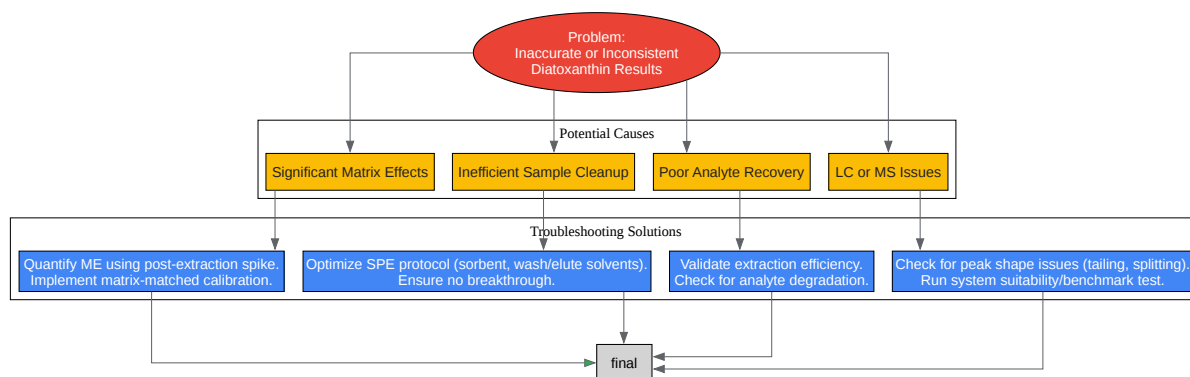 Problem:
Inaccurate or Inconsistent
Diatoxanthin Results
Potential Causes
Significant Matrix Effects
Inefficient Sample Cleanup
Poor Analyte Recovery
LC or MS Issues
Troubleshooting Solutions
Quantify ME using post-extraction spike.
Implement matrix-matched calibration.
Optimize SPE protocol (sorbent, wash/elute solvents).
Ensure no breakthrough.
Validate extraction efficiency.
Check for analyte degradation.
Check for peak shape issues (tailing, splitting).
Run system suitability/benchmark test.
final